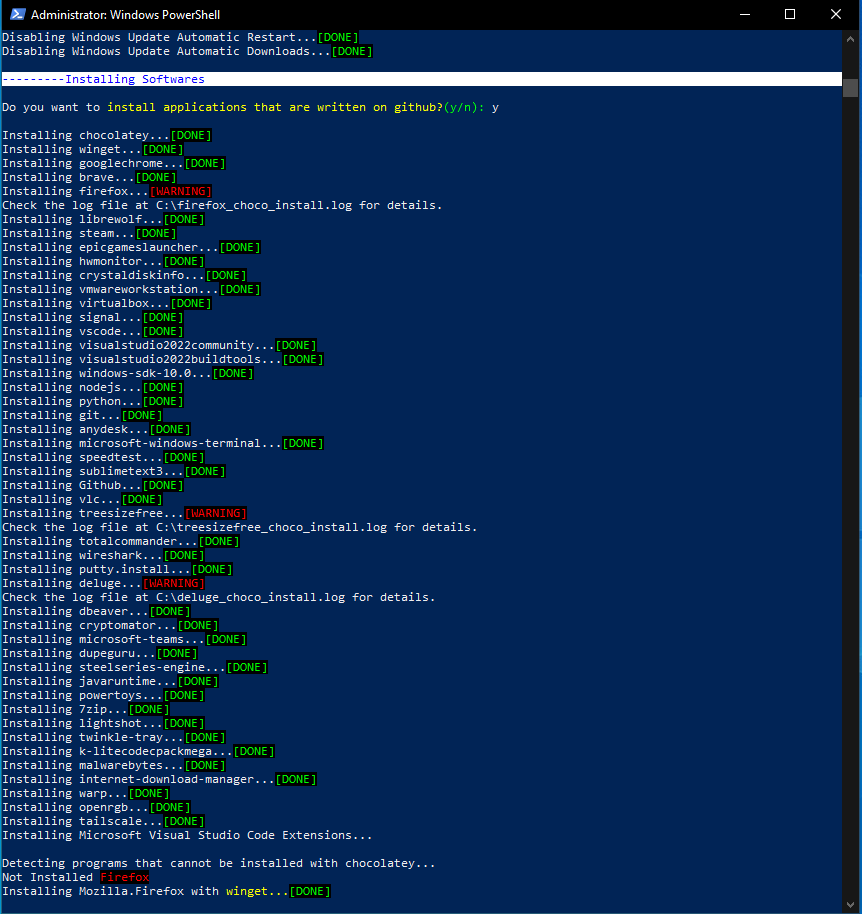 Administrator: Windows PowerShell
Disabling Windows Update Automatic Restart...[DONE]
Disabling Windows Update Automatic Downloads...[DONE]
---------Installing Softwares
Do you want to install applications that are written on github?(y/n): y
Installing chocolatey...[DONE]
Installing winget...[DONE]
Installing googlechrome...[DONE]
Installing brave...[DONE]
Installing firefox...[WARNING]
Check the log file at C:\firefox_choco_install.log for details.
Installing librewolf...[DONE]
Installing steam...[DONE]
Installing epicgameslauncher...[DONE]
Installing hwmonitor...[DONE]
Installing crystaldiskinfo...[DONE]
Installing vmwareworkstation...[DONE]
Installing virtualbox...[DONE]
Installing signal...[DONE]
Installing vscode...[DONE]
Installing visualstudio2022community...[DONE]
Installing visualstudio2022buildtools...[DONE]
Installing windows-sdk-10.0...[DONE]
Installing nodejs...[DONE]
Installing python...[DONE]
Installing git...[DONE]
Installing anydesk...[DONE]
Installing microsoft-windows-terminal...[DONE]
Installing speedtest...[DONE]
Installing sublimetext3...[DONE]
Installing Github...[DONE]
Installing vlc...[DONE]
Installing treesizefree...[WARNING]
Check the log file at C:\treesizefree_choco_install.log for details.
Installing totalcommander...[DONE]
Installing wireshark...[DONE]
Installing putty.install...[DONE]
Installing deluge...[WARNING]
Check the log file at C:\deluge_choco_install.log for details.
Installing dbeaver...[DONE]
Installing cryptomator...[DONE]
Installing microsoft-teams...[DONE]
Installing dupeguru...[DONE]
Installing steelseries-engine...[DONE]
Installing javaruntime...[DONE]
Installing powertoys...[DONE]
Installing 7zip...[DONE]
Installing lightshot...[DONE]
Installing twinkle-tray...[DONE]
Installing k-litecodecpackmega...[DONE]
Installing malwarebytes...[DONE]
Installing internet-download-manager...[DONE]
Installing warp...[DONE]
Installing openrgb...[DONE]
Installing tailscale...[DONE]
Installing Microsoft Visual Studio Code Extensions...
Detecting programs that cannot be installed with chocolatey...
Not Installed Firefox
Installing Mozilla.Firefox with winget...[DONE]